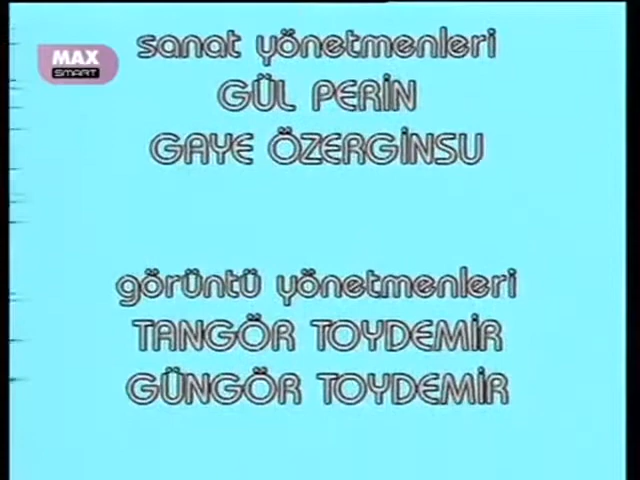 MAX
SMART
sanat yönetmenleri
GÜL PERİN
GAYE ÖZERGİNSU
görüntü yönetmenleri
TANGÖR TOYDEMİR
GÜNGÖR TOYDEMİR